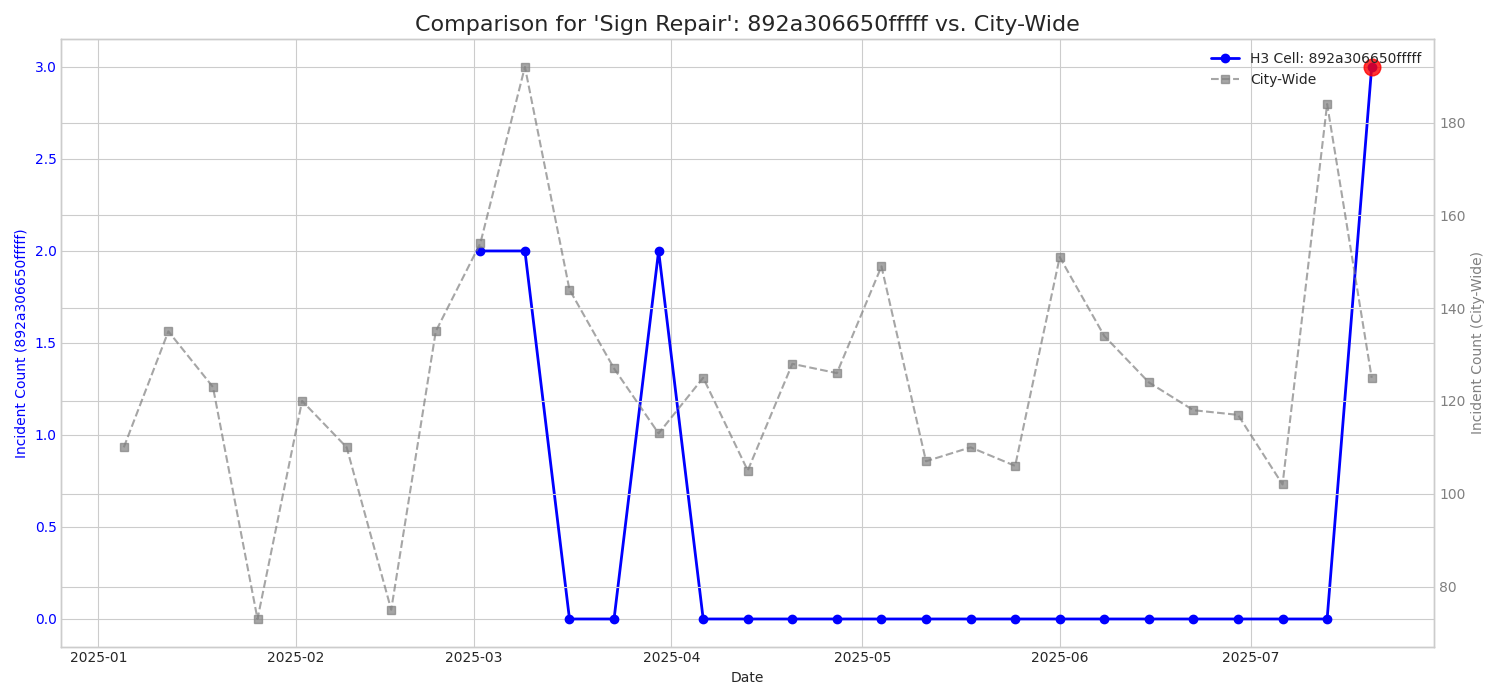 Comparison for 'Sign Repair': 892a306650fffff vs. City-Wide
H3 Cell: 892a306650fffff
City-Wide
Incident Count (892a306650fffff)
3.0
2.5
2.0
1.5
1.0
0.5
0.0
180
160
140
120
100
80
Incident Count (City-Wide)
2025-01 2025-02 2025-03 2025-04 2025-05 2025-06 2025-07
Date